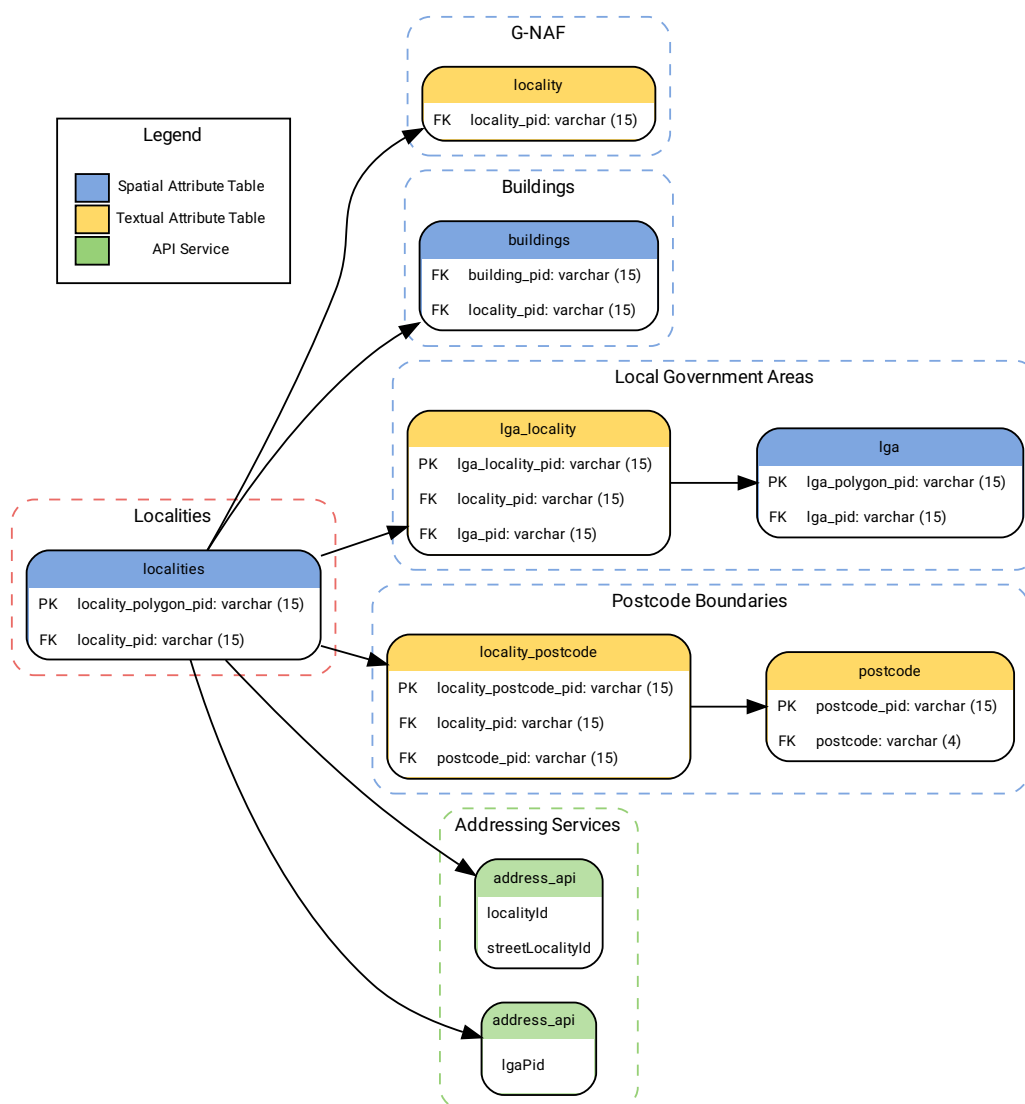 G-NAF
locality
FK locality_pid: varchar (15)
Legend
Spatial Attribute Table
Textual Attribute Table
API Service
Buildings
buildings
FK building_pid: varchar (15)
FK locality_pid: varchar (15)
Local Government Areas
lga_locality
PK lga_locality_pid: varchar (15)
FK locality_pid: varchar (15)
FK lga_pid: varchar (15)
lga
PK lga_polygon_pid: varchar (15)
FK lga_pid: varchar (15)
Localities
localities
PK locality_polygon_pid: varchar (15)
FK locality_pid: varchar (15)
Postcode Boundaries
locality_postcode
PK locality_postcode_pid: varchar (15)
FK locality_pid: varchar (15)
FK postcode_pid: varchar (15)
postcode
PK postcode_pid: varchar (15)
FK postcode: varchar (4)
Addressing Services
address_api
localityId
streetLocalityId
address_api
lgaPid